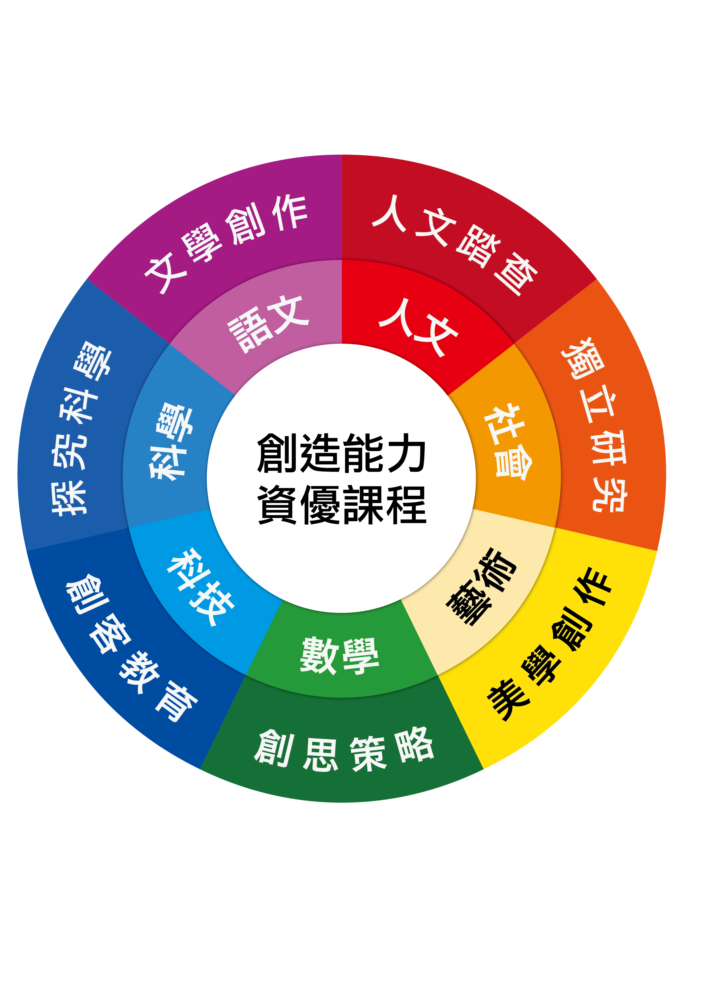 創造能力
資優課程
人文
社會
藝術
數學
科技
科學
語文
人文踏查
獨立研究
美學創作
創思策略
創客教育
探究科學
文學創作